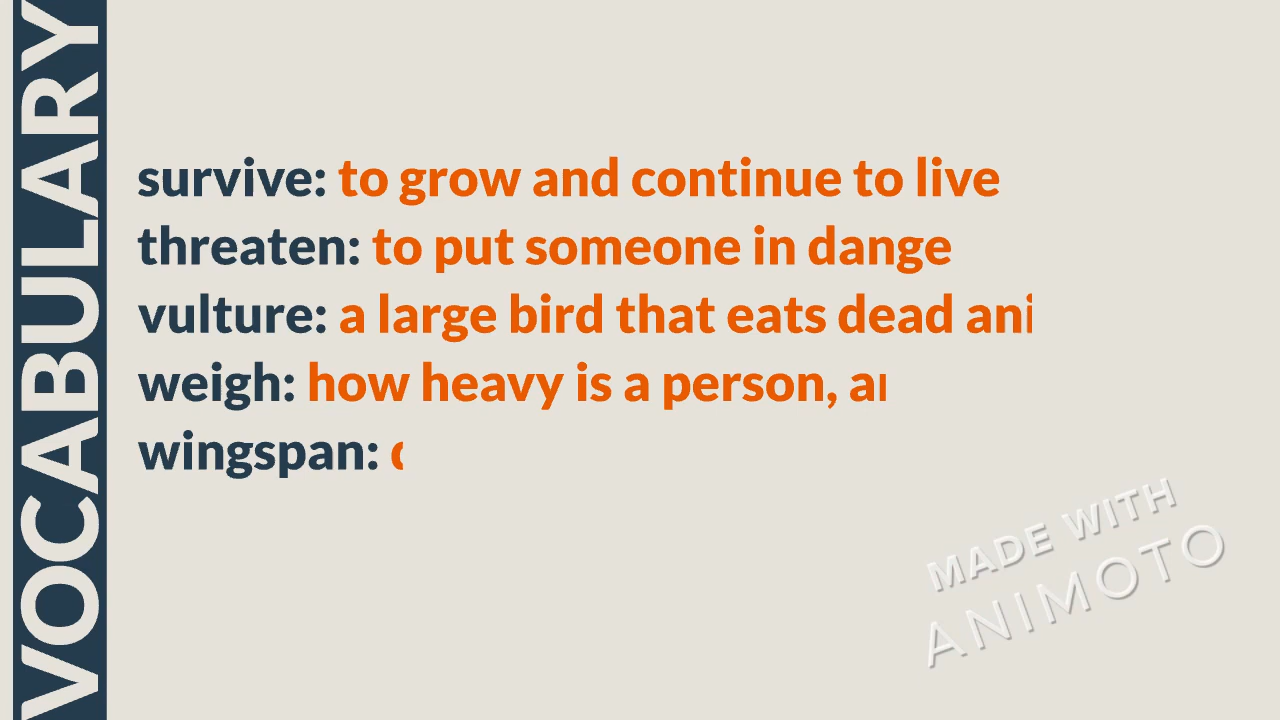 VOCABULARY
survive: to grow and continue to live
threaten: to put someone in dange
vulture: a large bird that eats dead ani
weigh: how heavy is a person,
wingspan:
MADE WITH
ANIMOTO